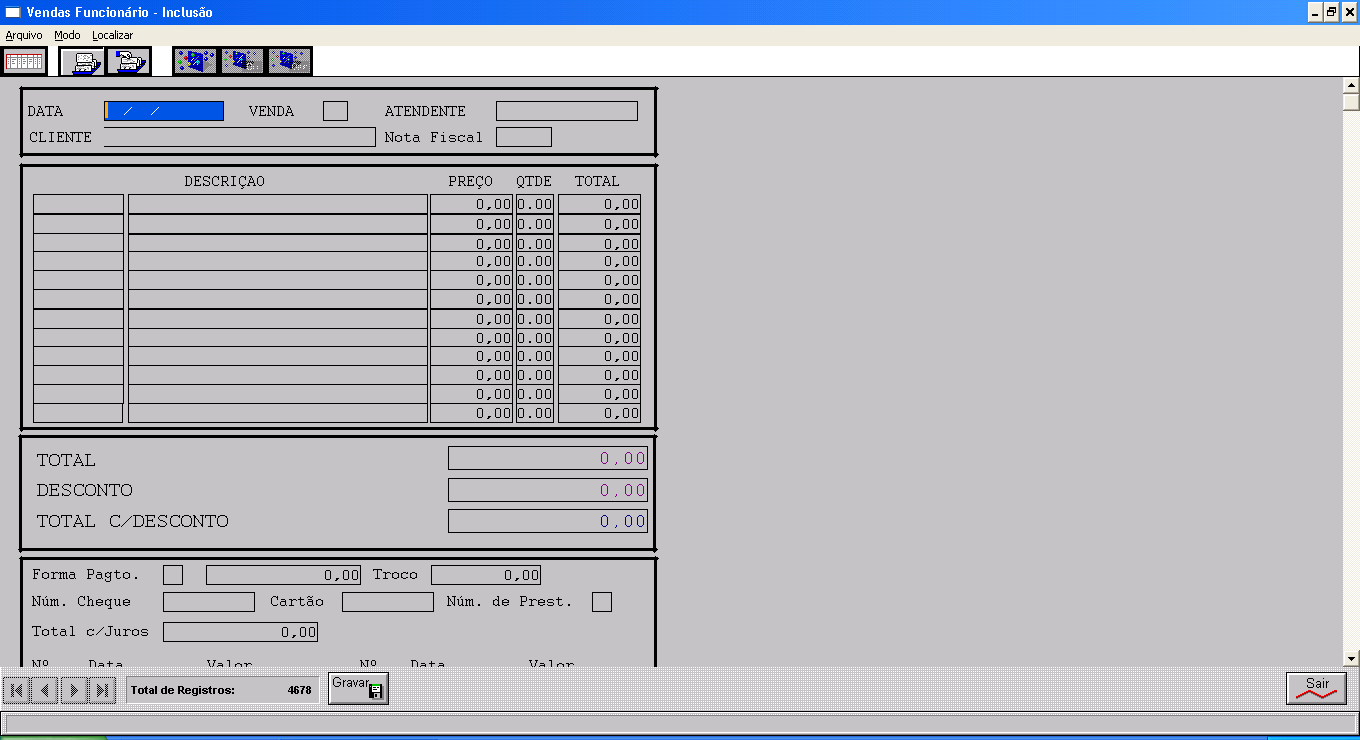 Vendas Funcionário - Inclusão
Arquivo Modo Localizar
DATA / / VENDA ATENDENTE
CLIENTE Nota Fiscal
DESCRIÇAO PREÇO QTDE TOTAL
0,00 0.00 0,00
0,00 0.00 0,00
0,00 0.00 0,00
0,00 0.00 0,00
0,00 0.00 0,00
0,00 0.00 0,00
0,00 0.00 0,00
0,00 0.00 0,00
0,00 0.00 0,00
0,00 0.00 0,00
0,00 0.00 0,00
0,00 0.00 0,00
TOTAL 0,00
DESCONTO 0,00
TOTAL C/DESCONTO 0,00
Forma Pagto. 0,00 Troco 0,00
Núm. Cheque Cartão Núm. de Prest.
Total c/Juros 0,00
Nº Data Valor Nº Data Valor
Total de Registros: 4678 Gravar Sair